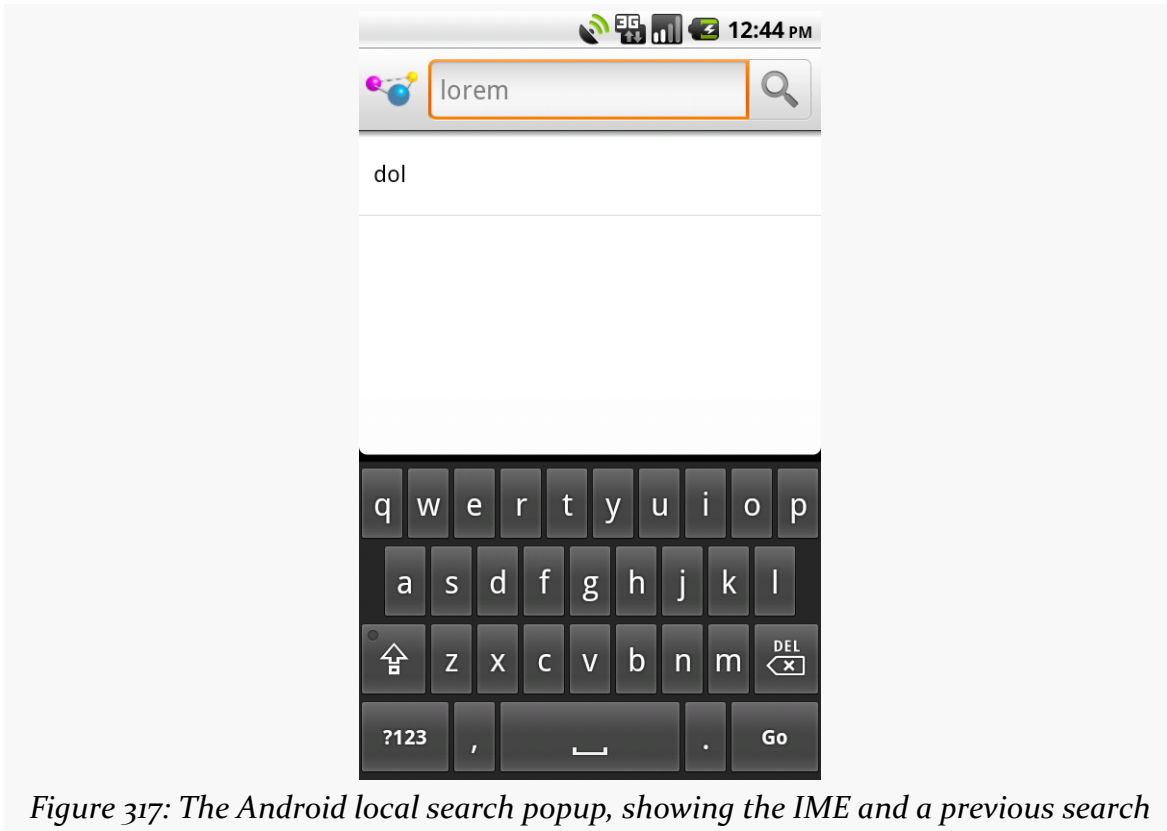 3G 12:44 PM
lorem
dol
q w e r t y u i o p
a s d f g h j k l
z x c v b n m DEL
?123 , . Go
Figure 317: The Android local search popup, showing the IME and a previous search